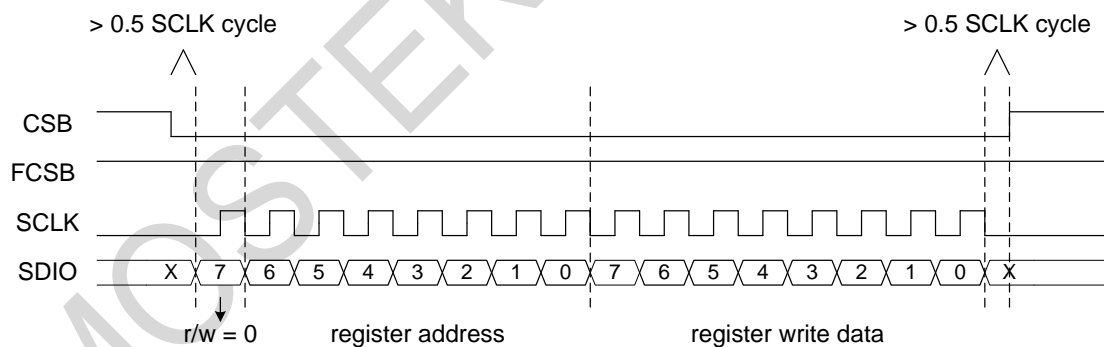 > 0.5 SCLK cycle > 0.5 SCLK cycle
CSB
FCSB
SCLK
SDIO X 7 6 5 4 3 2 1 0 7 6 5 4 3 2 1 0 X
r/w = 0 register address register write data
MOSTEK